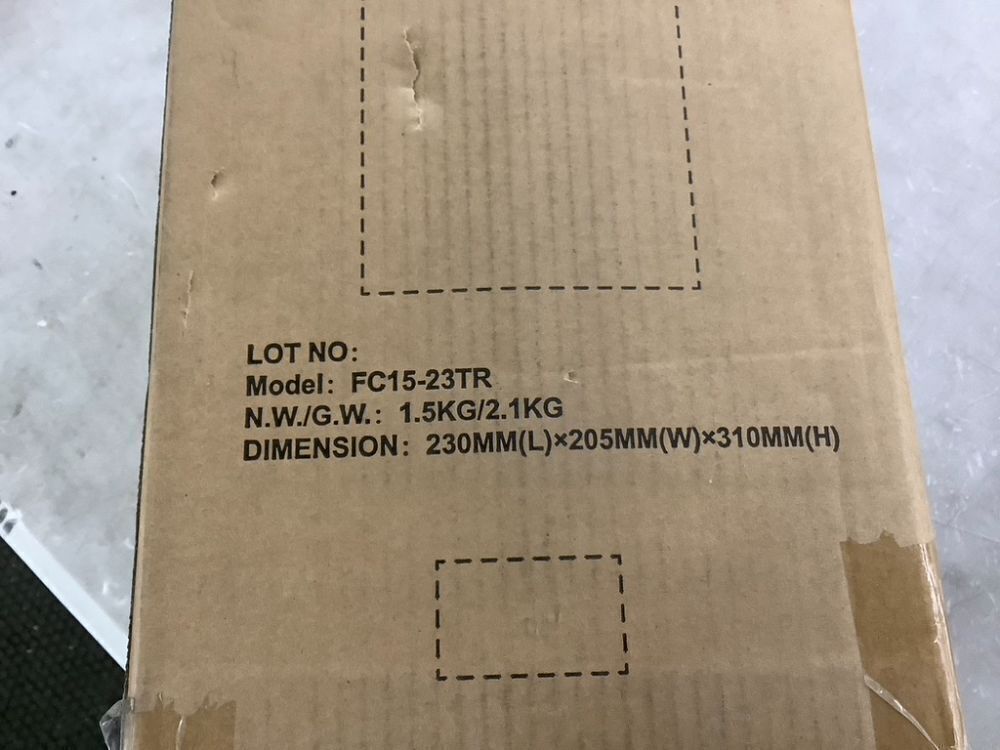 LOT NO:
Model: FC15-23TR
N.W./G.W.: 1.5KG/2.1KG
DIMENSION: 230MM(L)×205MM(W)×310MM(H)